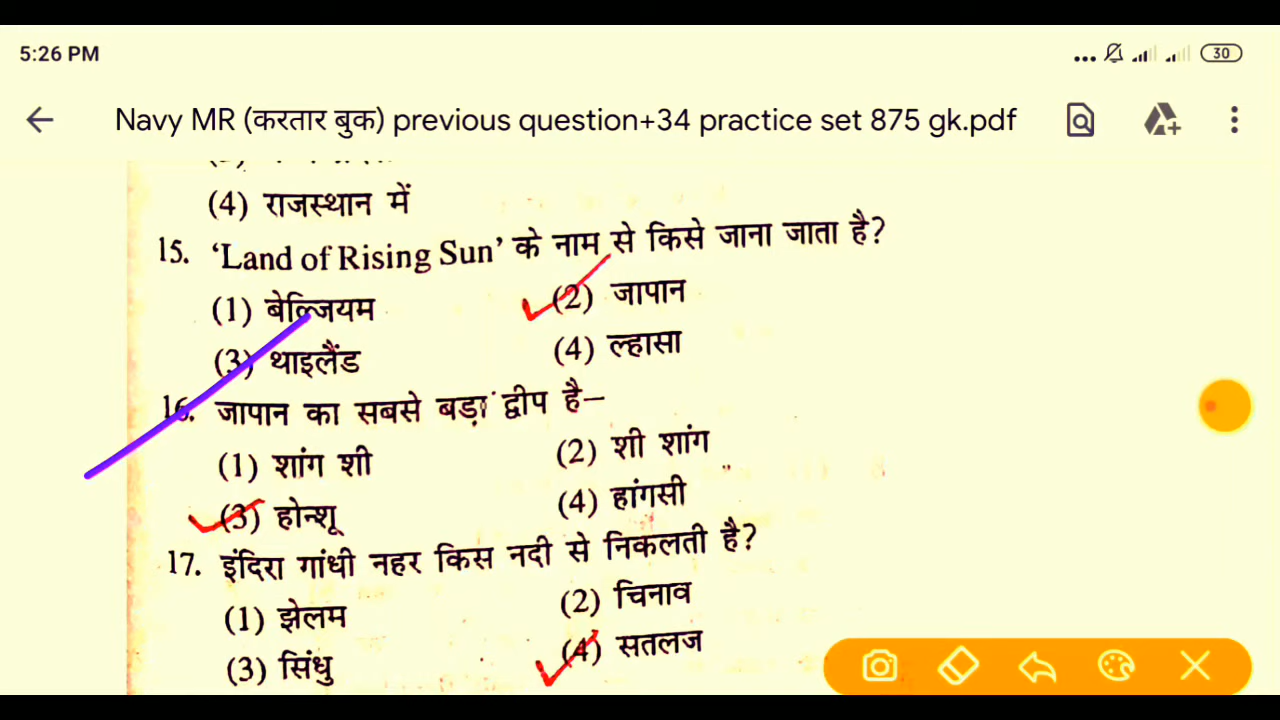 5:26 PM
30
Navy MR (करतार बुक) previous question+34 practice set 875 gk.pdf
(4) राजस्थान में
15. ‘Land of Rising Sun’ के नाम से किसे जाना जाता है?
(1) बेल्जियम (2) जापान
(3) थाइलैंड (4) ल्हासा
16. जापान का सबसे बड़ा द्वीप है–
(1) शांग शी (2) शी शांग
(3) होन्शू (4) हांगसी
17. इंदिरा गांधी नहर किस नदी से निकलती है?
(1) झेलम (2) चिनाव
(3) सिंधु (4) सतलज